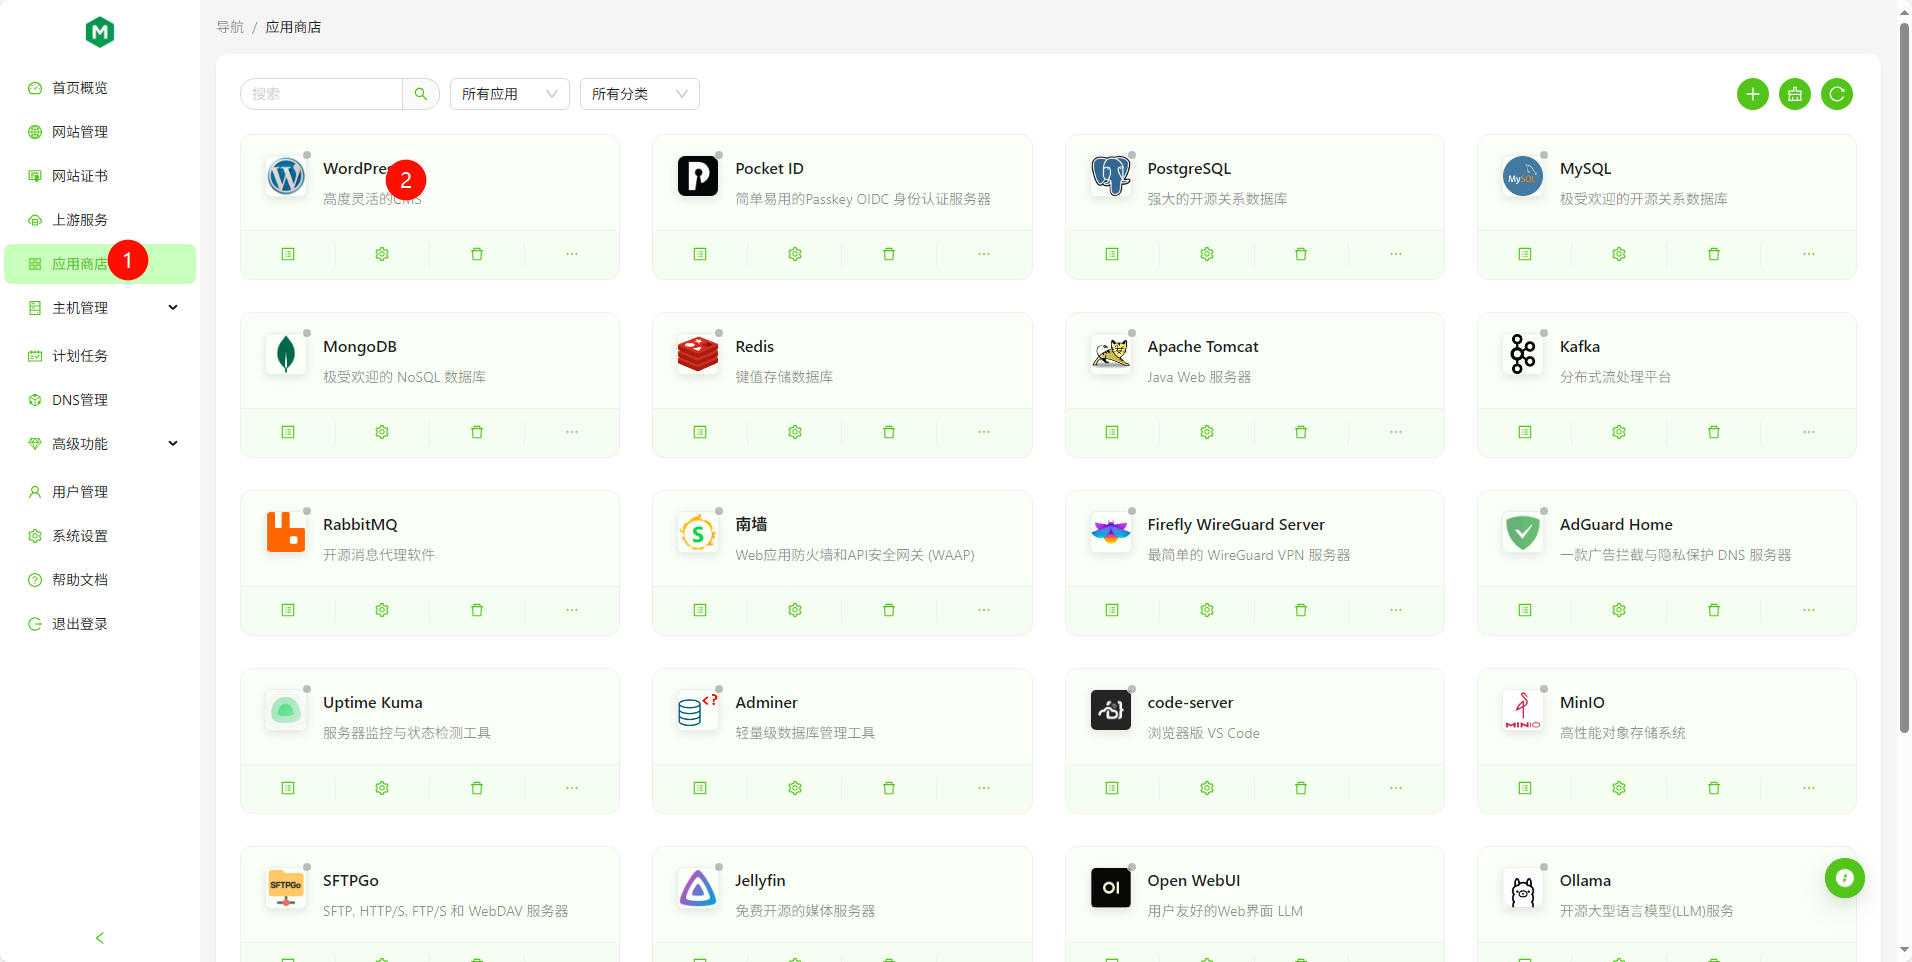 导航 / 应用商店
首页概览
网站管理
网站证书
上游服务
应用商店
1
主机管理
计划任务
DNS管理
高级功能
用户管理
系统设置
帮助文档
退出登录
搜索
所有应用
所有分类
WordPre
2
高度灵活的CMS
Pocket ID
简单易用的Passkey OIDC 身份认证服务器
PostgreSQL
强大的开源关系数据库
MySQL
极受欢迎的开源关系数据库
MongoDB
极受欢迎的 NoSQL 数据库
Redis
键值存储数据库
Apache Tomcat
Java Web 服务器
Kafka
分布式流处理平台
RabbitMQ
开源消息代理软件
南墙
Web应用防火墙和API安全网关 (WAAP)
Firefly WireGuard Server
最简单的 WireGuard VPN 服务器
AdGuard Home
一款广告拦截与隐私保护 DNS 服务器
Uptime Kuma
服务器监控与状态检测工具
Adminer
轻量级数据库管理工具
code-server
浏览器版 VS Code
MINIO
MinIO
高性能对象存储系统
SFTPGo
SFTPGo
SFTP, HTTP/S, FTP/S 和 WebDAV 服务器
Jellyfin
免费开源的媒体服务器
OI
Open WebUI
用户友好的Web界面 LLM
Ollama
开源大型语言模型(LLM)服务